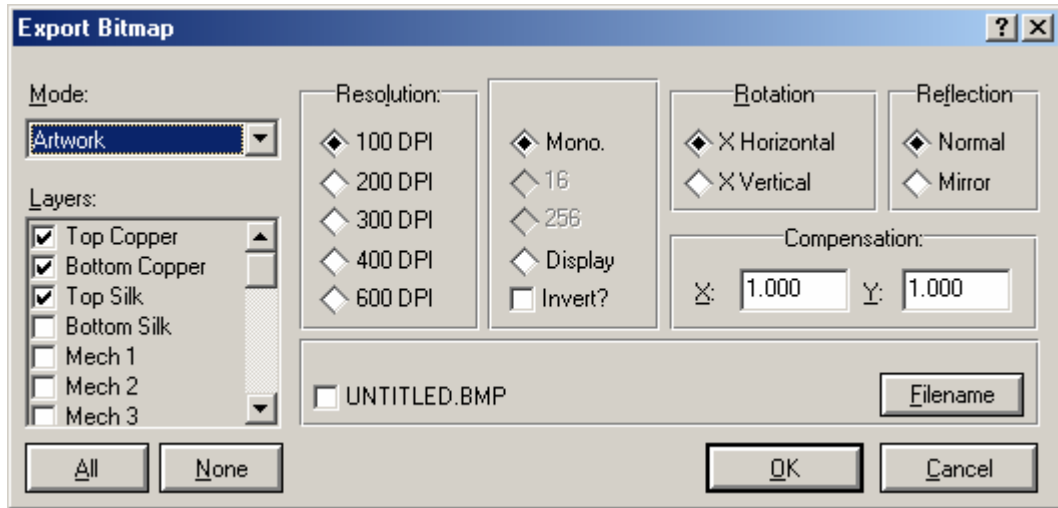 Export Bitmap
Mode:
Artwork
Layers:
Top Copper
Bottom Copper
Top Silk
Bottom Silk
Mech 1
Mech 2
Mech 3
All
None
Resolution:
100 DPI
200 DPI
300 DPI
400 DPI
600 DPI
Mono.
16
256
Display
Invert?
Rotation
X Horizontal
X Vertical
Reflection
Normal
Mirror
Compensation:
X: 1.000 Y: 1.000
UNTITLED.BMP
Filename
OK
Cancel